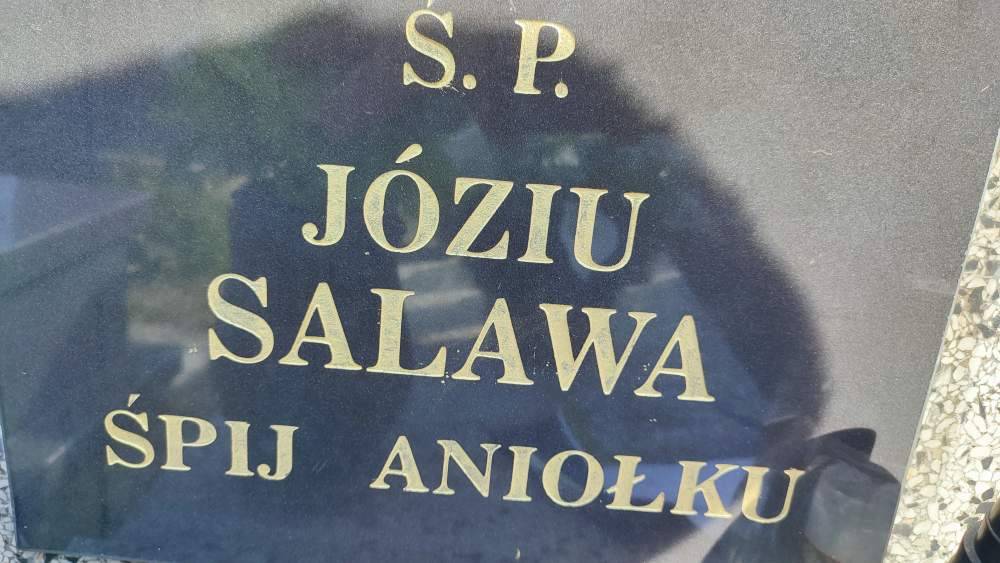 Ś. P.
JÓZIU
SALAWA
ŚPIJ ANIOŁKU